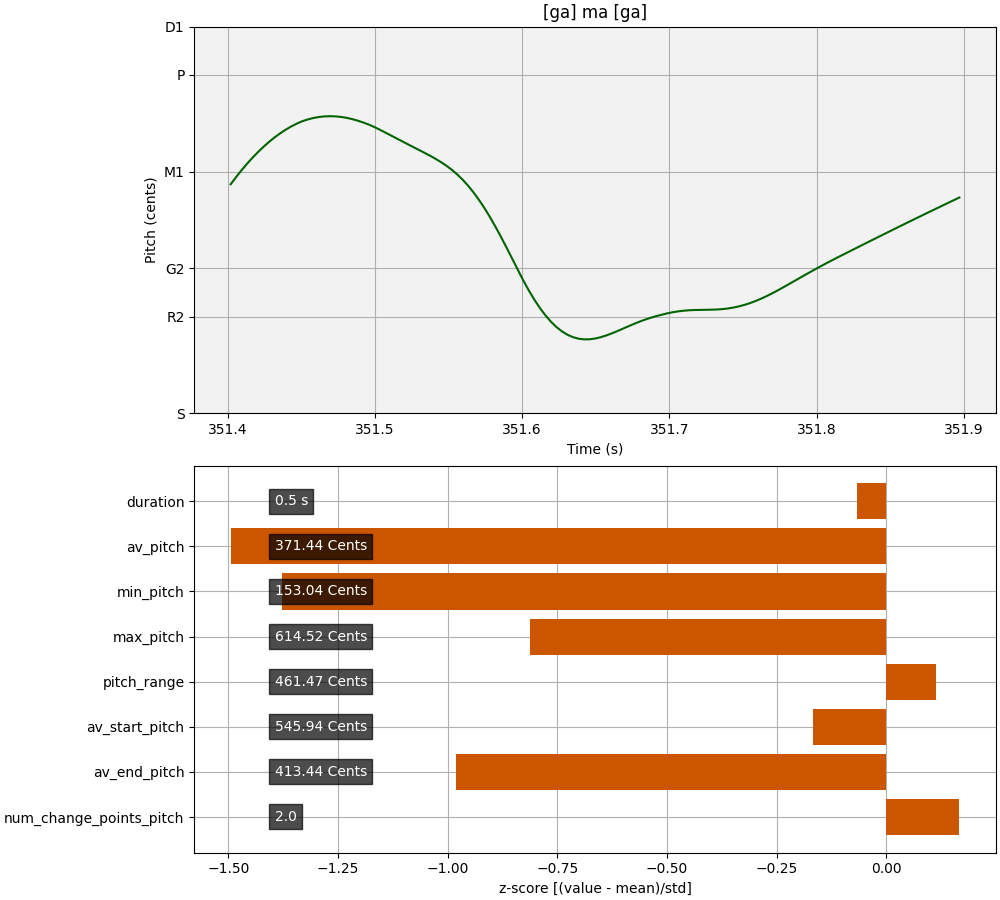 [ga] ma [ga]
D1
P
M1
G2
R2
S
Pitch (cents)
351.4 351.5 351.6 351.7 351.8 351.9
Time (s)
duration 0.5 s
av_pitch 371.44 Cents
min_pitch 153.04 Cents
max_pitch 614.52 Cents
pitch_range 461.47 Cents
av_start_pitch 545.94 Cents
av_end_pitch 413.44 Cents
num_change_points_pitch 2.0
−1.50 −1.25 −1.00 −0.75 −0.50 −0.25 0.00
z-score [(value - mean)/std]